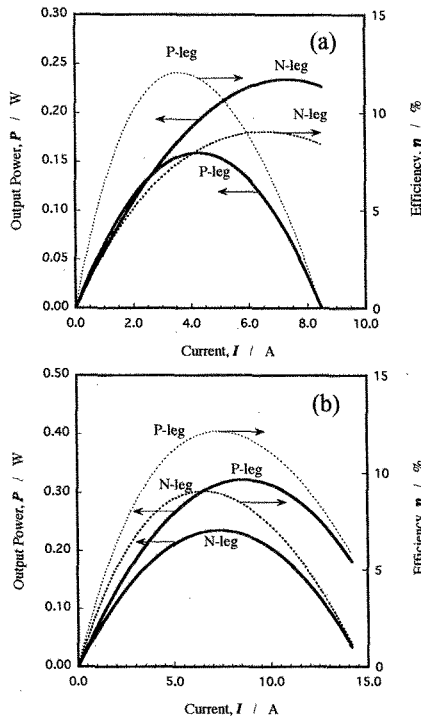 0.30
0.25
0.20
0.15
0.10
0.05
0.00
Output Power, P / W
15
10
5
0
Efficiency, η / %
(a)
P-leg
N-leg
N-leg
P-leg
0.0
2.0
4.0
6.0
8.0
10.0
Current, I / A
0.50
0.40
0.30
0.20
0.10
0.00
Output Power, P / W
15
10
5
0
Efficiency, η / %
(b)
P-leg
N-leg
P-leg
N-leg
0.0
5.0
10.0
15.0
Current, I / A